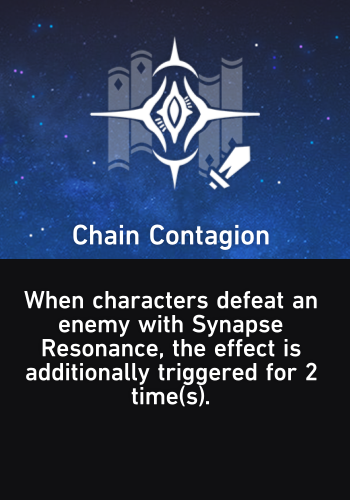 Chain Contagion
When characters defeat an
enemy with Synapse
Resonance, the effect is
additionally triggered for 2
time(s).